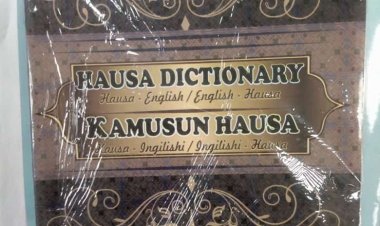 HAUSA DICTIONARY
Hausa - English / English - Hausa
KAMUSUN HAUSA
Hausa - Ingilishi / Ingilishi - Hausa